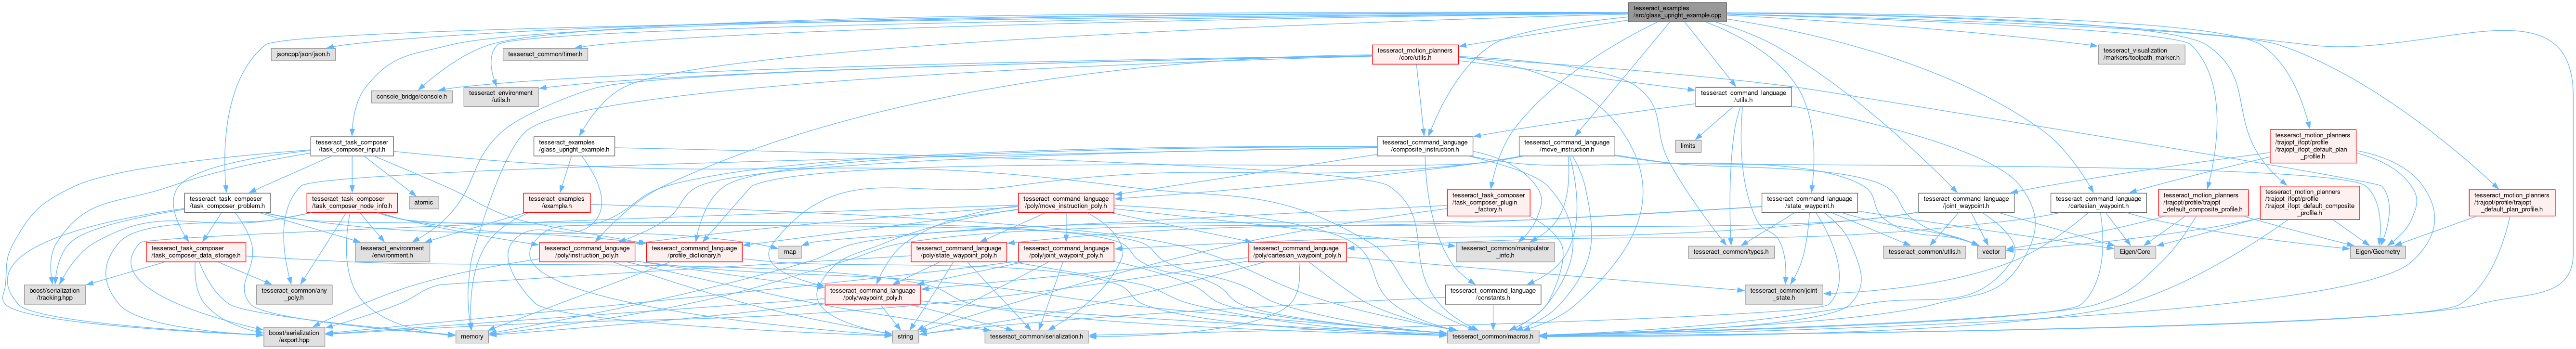 tesseract_examples
/src/glass_upright_example.cpp
jsoncpp/json/json.h
tesseract_common/timer.h
tesseract_motion_planners
/core/utils.h
tesseract_visualization
/markers/toolpath_marker.h
console_bridge/console.h
tesseract_environment
/utils.h
tesseract_command_language
/utils.h
tesseract_task_composer
/task_composer_input.h
tesseract_examples
/glass_upright_example.h
tesseract_command_language
/composite_instruction.h
tesseract_command_language
/move_instruction.h
limits
tesseract_motion_planners
/trajopt_ifopt/profile
/trajopt_ifopt_default_plan
_profile.h
tesseract_task_composer
/task_composer_problem.h
tesseract_task_composer
/task_composer_node_info.h
atomic
tesseract_examples
/example.h
tesseract_command_language
/poly/move_instruction_poly.h
tesseract_task_composer
/task_composer_plugin
_factory.h
tesseract_command_language
/state_waypoint.h
tesseract_command_language
/joint_waypoint.h
tesseract_command_language
/cartesian_waypoint.h
tesseract_motion_planners
/trajopt/profile/trajopt
_default_composite_profile.h
tesseract_motion_planners
/trajopt_ifopt/profile
/trajopt_ifopt_default_composite
_profile.h
tesseract_motion_planners
/trajopt/profile/trajopt
_default_plan_profile.h
tesseract_task_composer
/task_composer_data_storage.h
tesseract_environment
/environment.h
tesseract_command_language
/poly/instruction_poly.h
tesseract_command_language
/profile_dictionary.h
map
tesseract_command_language
/poly/state_waypoint_poly.h
tesseract_command_language
/poly/joint_waypoint_poly.h
tesseract_command_language
/poly/cartesian_waypoint_poly.h
tesseract_common/manipulator
_info.h
tesseract_common/types.h
tesseract_common/utils.h
vector
Eigen/Core
Eigen/Geometry
boost/serialization
/tracking.hpp
tesseract_common/any
_poly.h
tesseract_command_language
/poly/waypoint_poly.h
tesseract_command_language
/constants.h
tesseract_common/joint
_state.h
boost/serialization
/export.hpp
memory
string
tesseract_common/serialization.h
tesseract_common/macros.h